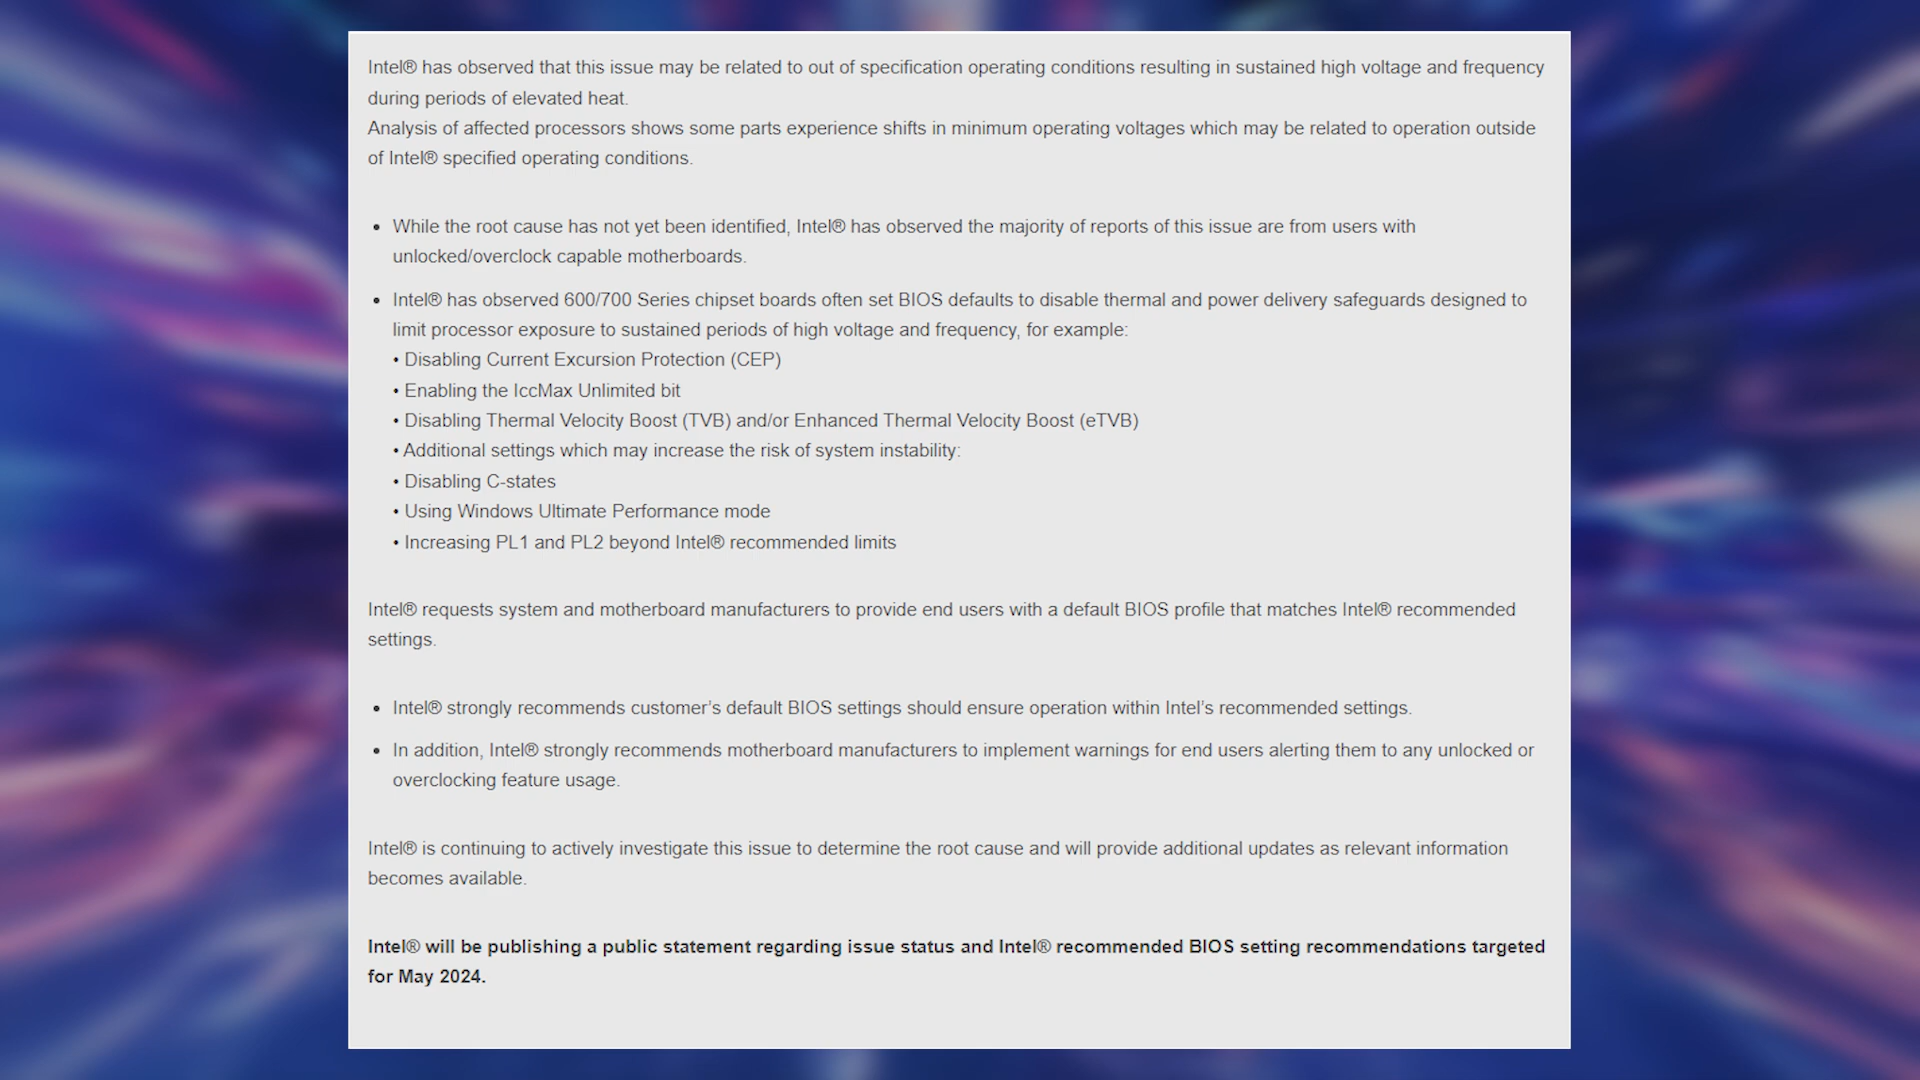 Intel® has observed that this issue may be related to out of specification operating conditions resulting in sustained high voltage and frequency
during periods of elevated heat.
Analysis of affected processors shows some parts experience shifts in minimum operating voltages which may be related to operation outside
of Intel® specified operating conditions.
• While the root cause has not yet been identified, Intel® has observed the majority of reports of this issue are from users with
unlocked/overclock capable motherboards.
• Intel® has observed 600/700 Series chipset boards often set BIOS defaults to disable thermal and power delivery safeguards designed to
limit processor exposure to sustained periods of high voltage and frequency, for example:
• Disabling Current Excursion Protection (CEP)
• Enabling the IccMax Unlimited bit
• Disabling Thermal Velocity Boost (TVB) and/or Enhanced Thermal Velocity Boost (eTVB)
• Additional settings which may increase the risk of system instability:
• Disabling C-states
• Using Windows Ultimate Performance mode
• Increasing PL1 and PL2 beyond Intel® recommended limits
Intel® requests system and motherboard manufacturers to provide end users with a default BIOS profile that matches Intel® recommended
settings.
• Intel® strongly recommends customer’s default BIOS settings should ensure operation within Intel’s recommended settings.
• In addition, Intel® strongly recommends motherboard manufacturers to implement warnings for end users alerting them to any unlocked or
overclocking feature usage.
Intel® is continuing to actively investigate this issue to determine the root cause and will provide additional updates as relevant information
becomes available.
Intel® will be publishing a public statement regarding issue status and Intel® recommended BIOS setting recommendations targeted
for May 2024.